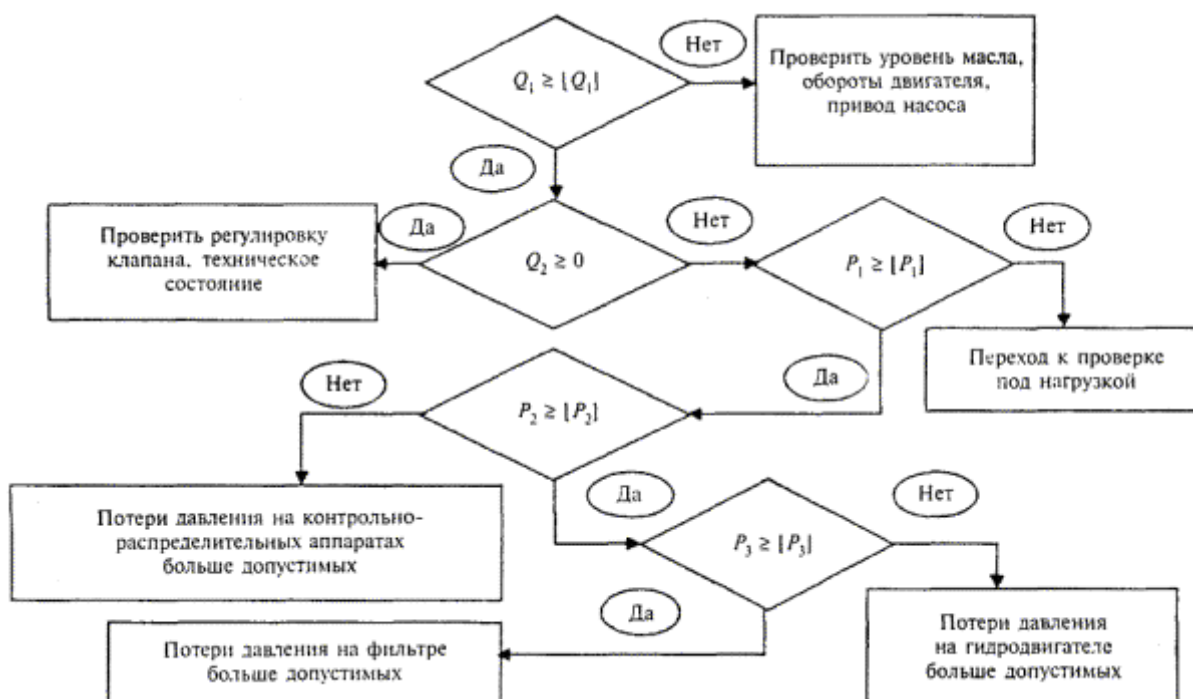 Нет
Проверить уровень масла,
обороты двигателя,
привод насоса
Q₁ ≥ [Q₁]
Да
Проверить регулировку
клапана, техническое
состояние
Да
Q₂ ≥ 0
Нет
P₁ ≥ [P₁]
Нет
Переход к проверке
под нагрузкой
Да
Нет
P₂ ≥ [P₂]
Потери давления на контрольно-
распределительных аппаратах
больше допустимых
Да
P₃ ≥ [P₃]
Нет
Да
Потери давления на фильтре
больше допустимых
Потери давления
на гидродвигателе
больше допустимых